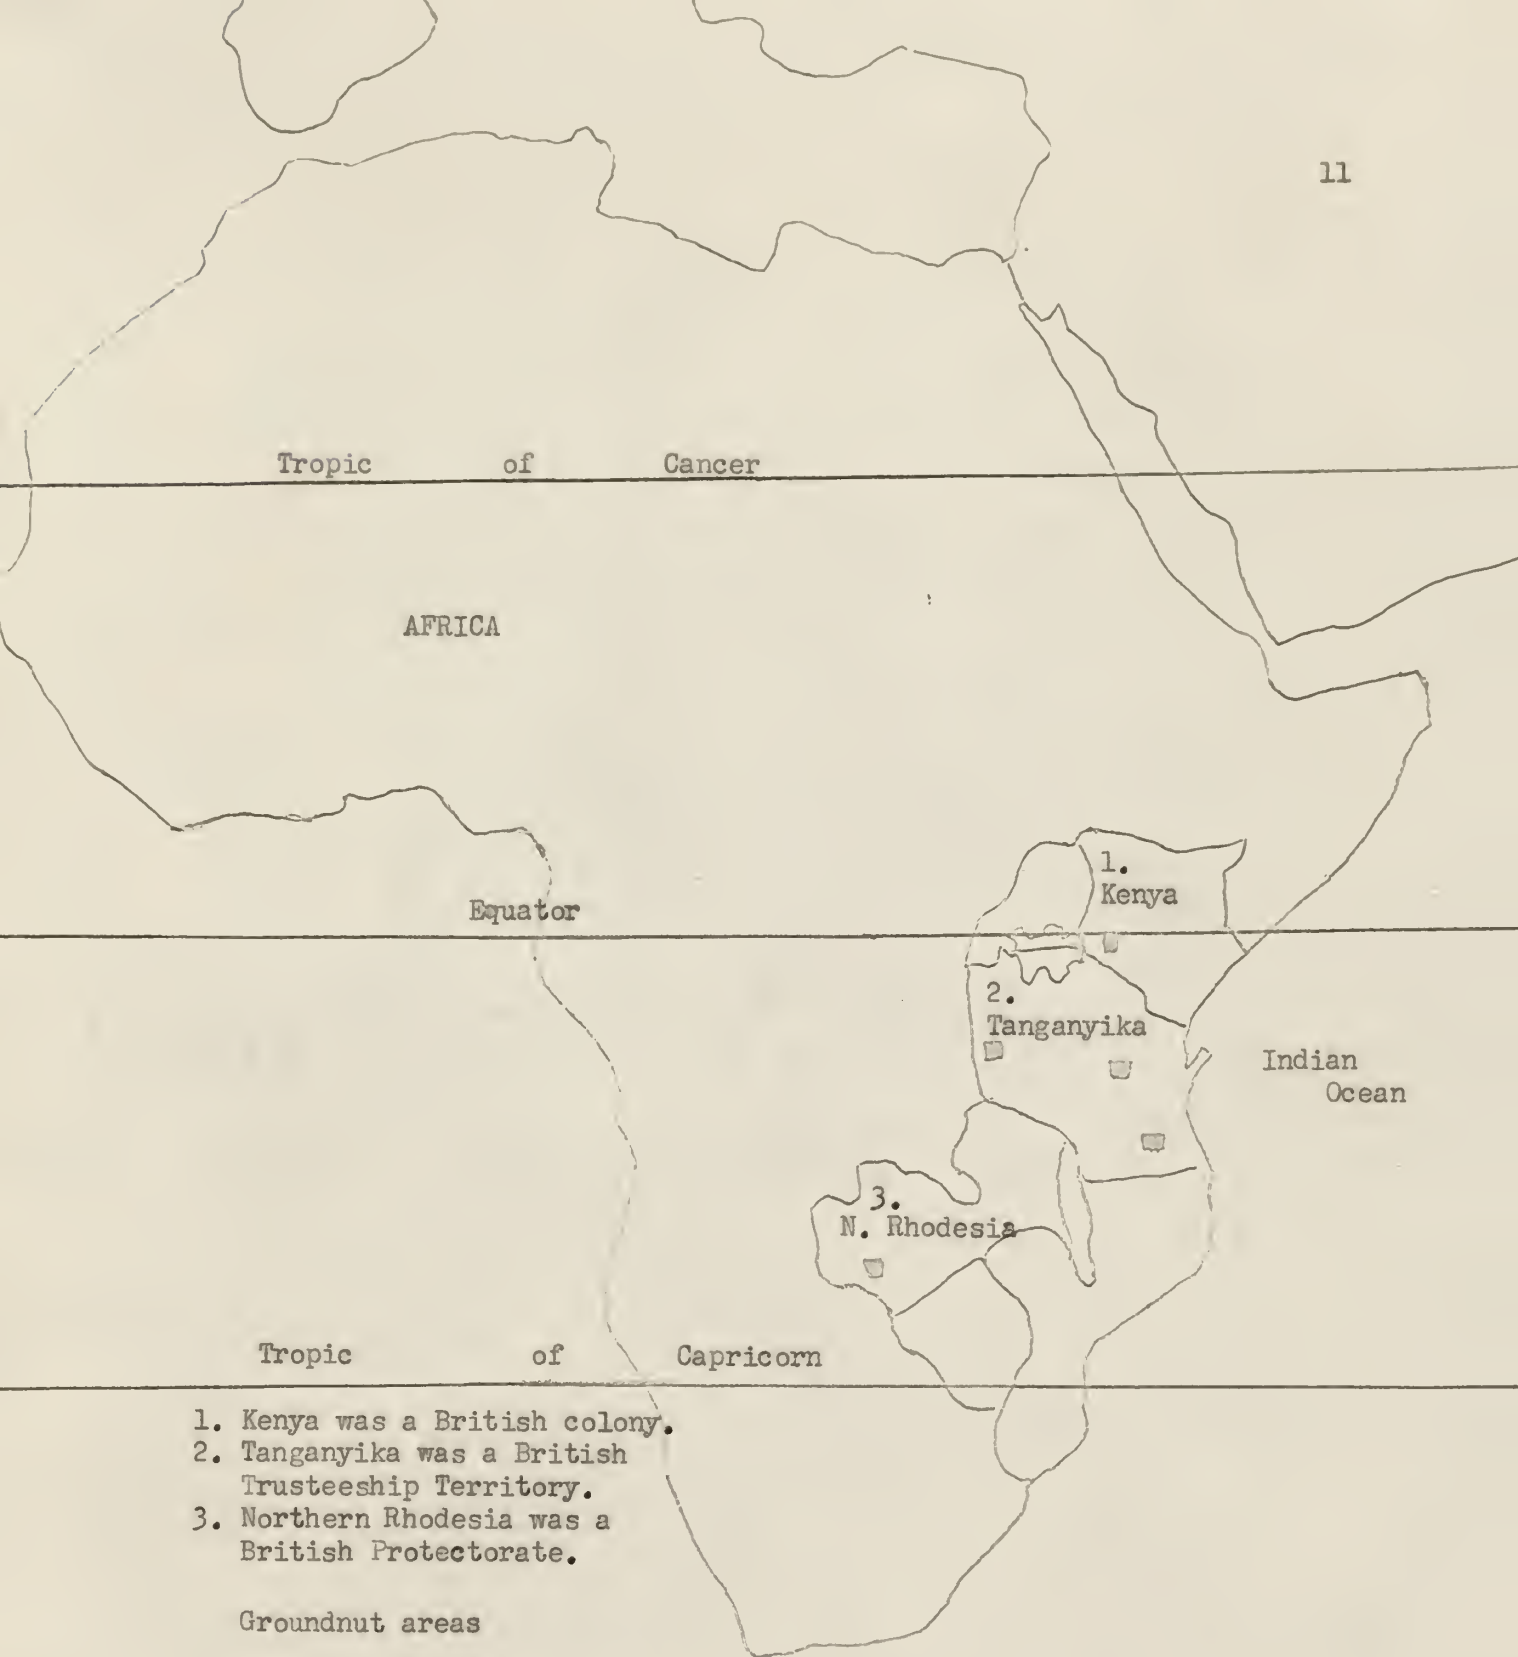 11
Tropic of Cancer
AFRICA
1.
Kenya
Equator
2.
Tanganyika
Indian
Ocean
3.
N. Rhodesia
Tropic of Capricorn
1. Kenya was a British colony.
2. Tanganyika was a British
Trusteeship Territory.
3. Northern Rhodesia was a
British Protectorate.
Groundnut areas